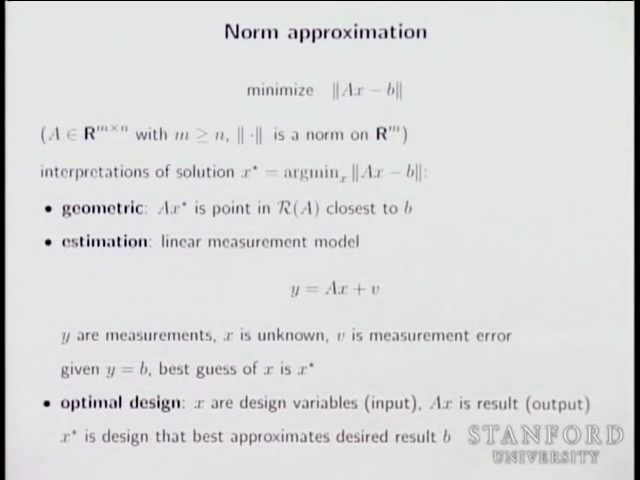 Norm approximation
minimize ‖Ax − b‖
(A ∈ R^{m×n} with m ≥ n, ‖ · ‖ is a norm on R^m)
interpretations of solution x⋆ = argmin_x ‖Ax − b‖:
• geometric: Ax⋆ is point in R(A) closest to b
• estimation: linear measurement model
y = Ax + v
y are measurements, x is unknown, v is measurement error
given y = b, best guess of x is x⋆
• optimal design: x are design variables (input), Ax is result (output)
x⋆ is design that best approximates desired result b
STANFORD
UNIVERSITY